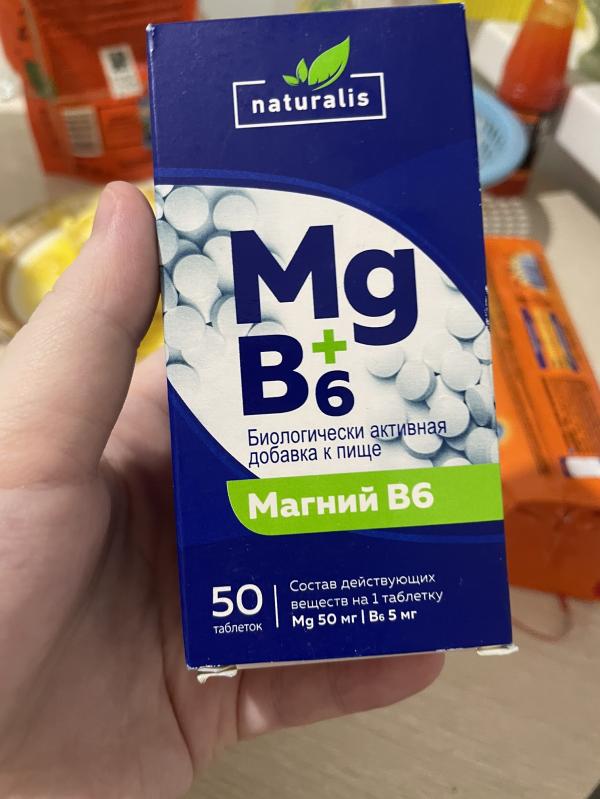 naturalis
Mg
+
B6
Биологически активная
добавка к пище
Магний B6
50
таблеток
Состав действующих
веществ на 1 таблетку
Mg 50 мг | B6 5 мг